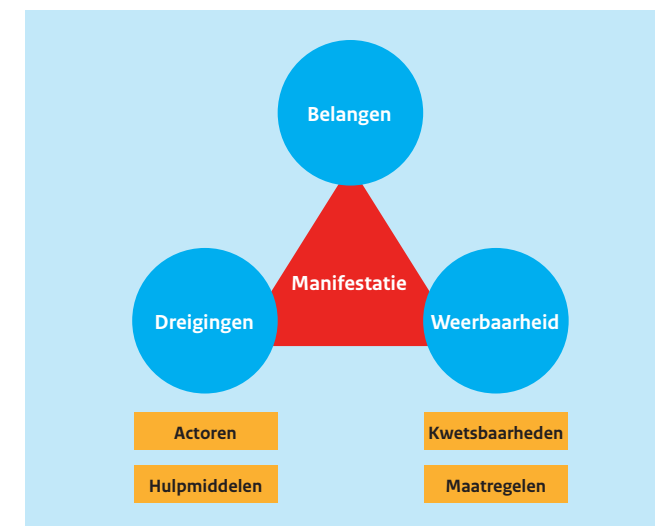 Belangen
Manifestatie
Dreigingen
Weerbaarheid
Actoren
Kwetsbaarheden
Hulpmiddelen
Maatregelen